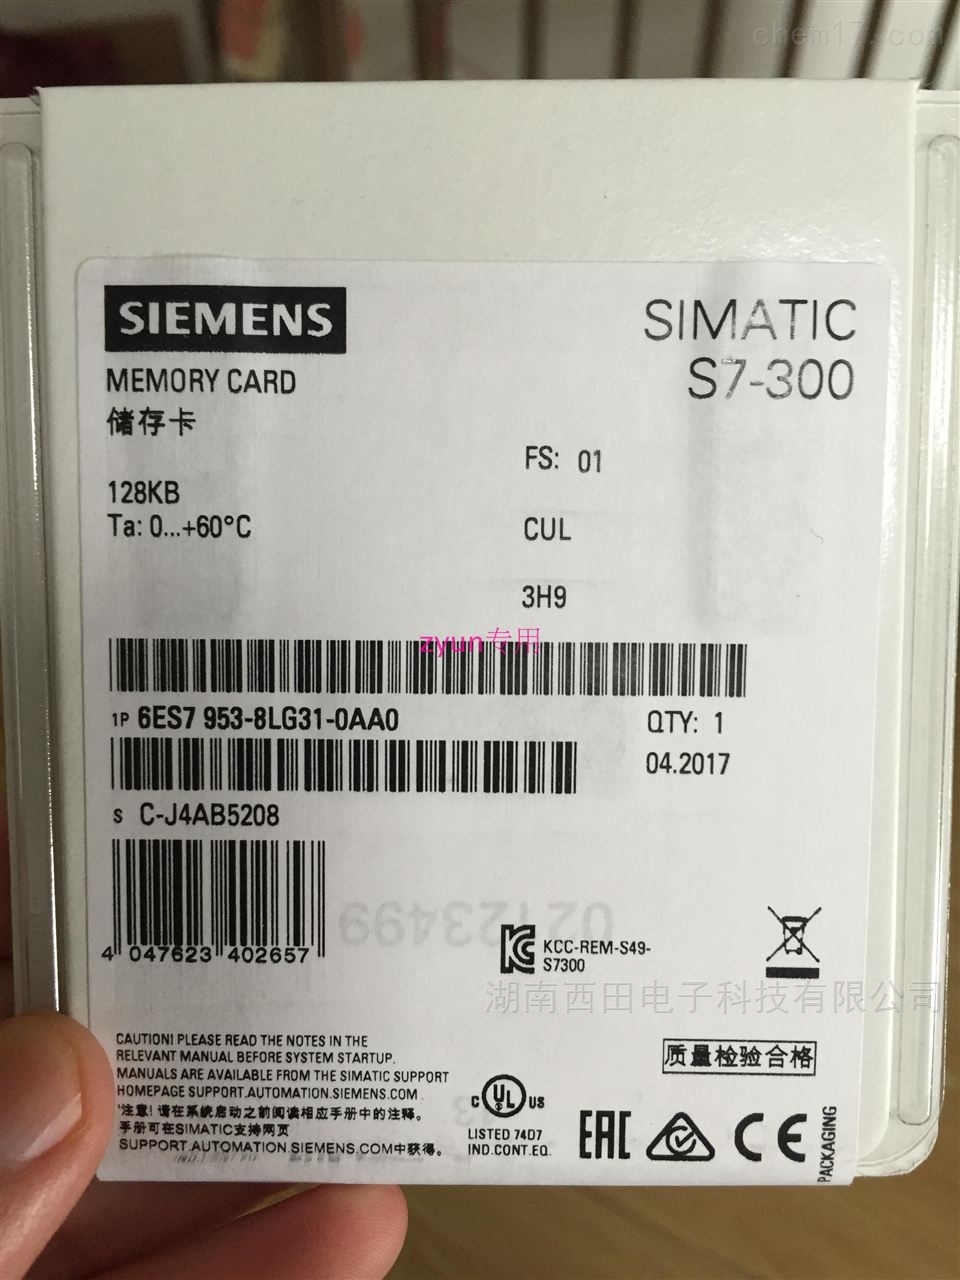 chem17.com
SIEMENS
SIMATIC
S7-300
MEMORY CARD
储存卡
FS: 01
128KB
Ta: 0...+60°C
CUL
3H9
zyun专用
1P 6ES7 953-8LG31-0AA0
QTY: 1
04.2017
S C-J4AB5208
02123499
4 047623 402657
KCC-REM-S49-
S7300
湖南西田电子科技有限公司
质量检验合格
CAUTION! PLEASE READ THE NOTES IN THE
RELEVANT MANUAL BEFORE SYSTEM STARTUP.
MANUALS ARE AVAILABLE FROM THE SIMATIC SUPPORT
HOMEPAGE SUPPORT.AUTOMATION.SIEMENS.COM
注意! 请在系统启动之前阅读相应手册中的注释。
手册可在SIMATIC支持网页
SUPPORT.AUTOMATION.SIEMENS.COM中获得。
C UL US
LISTED 74D7
IND.CONT.EQ.
EAC
CE
PACKAGING